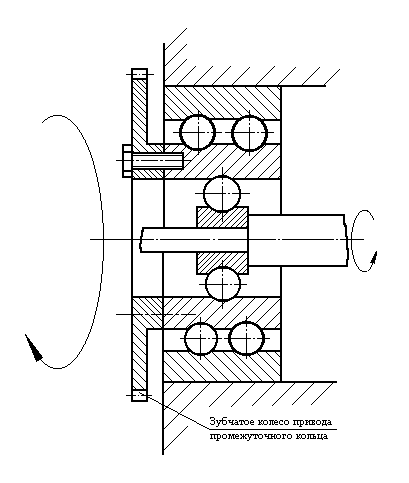 Зубчатое колесо привода
промежуточного кольца